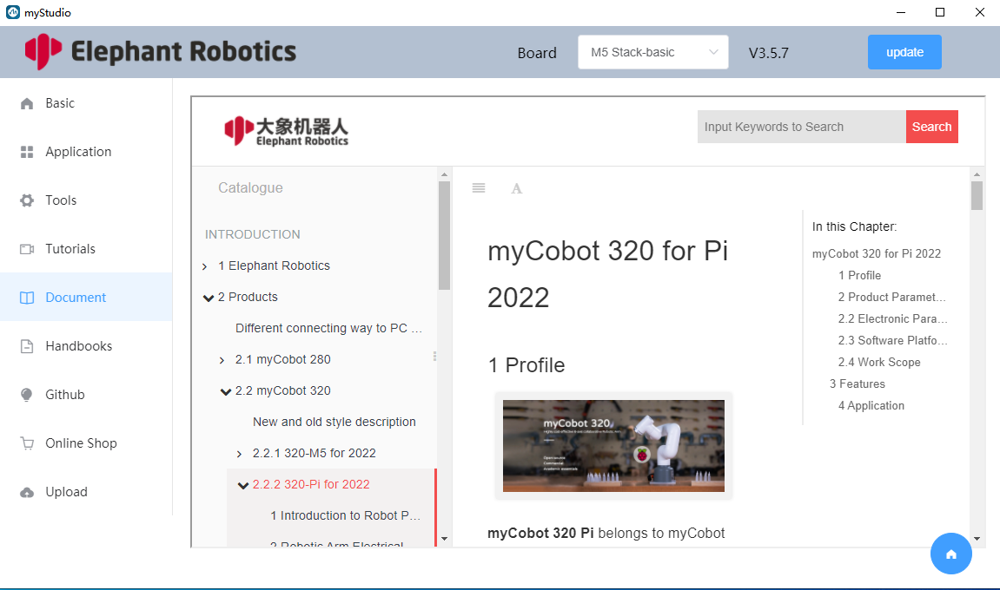 myStudio
Elephant Robotics
Board
M5 Stack-basic
V3.5.7
update
Basic
Application
Tools
Tutorials
Document
Handbooks
Github
Online Shop
Upload
大象机器人
Elephant Robotics
Input Keywords to Search
Search
Catalogue
INTRODUCTION
1 Elephant Robotics
2 Products
Different connecting way to PC ...
2.1 myCobot 280
2.2 myCobot 320
New and old style description
2.2.1 320-M5 for 2022
2.2.2 320-Pi for 2022
1 Introduction to Robot P...
2 Robotic Arm Electrical
A
myCobot 320 for Pi
2022
1 Profile
myCobot 320
Open source
Commercial
Academic essentials
myCobot 320 Pi belongs to myCobot
In this Chapter:
myCobot 320 for Pi 2022
1 Profile
2 Product Paramet...
2.2 Electronic Para...
2.3 Software Platfo...
2.4 Work Scope
3 Features
4 Application